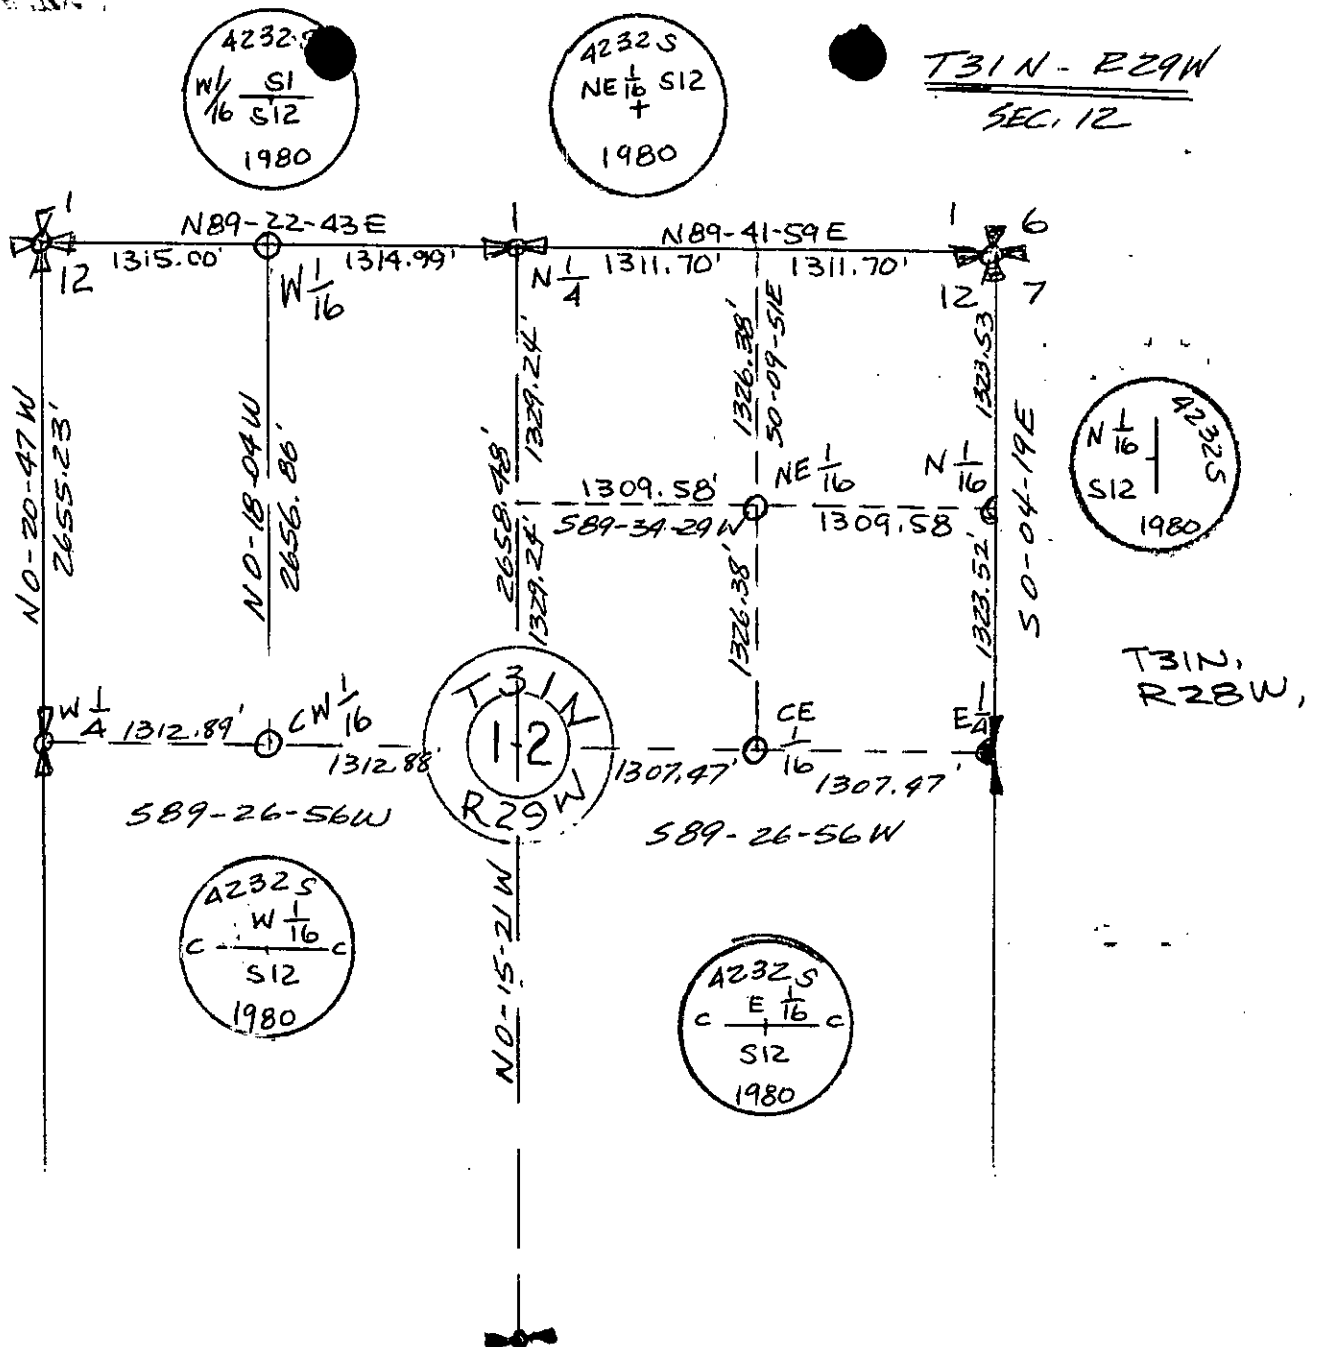 4232S
W1/16 S1
S12
1980
4232S
NE 1/16 S12
+
1980
T31N - R29W
SEC. 12
1
N89-22-43E
1
N89-41-59E
1
6
1315.00'
1314.99'
1311.70'
1311.70'
12
W 1/16
N 1/4
12
7
N0-20-47W
2655.23'
N0-18-04W
2656.86'
2658.48'
1329.24'
1329.24'
1326.38'
S0-09-51E
1326.38'
1323.53
1323.52'
S0-04-19E
NE 1/16
N 1/16
1309.58'
S89-34-29W
1309.58
N 1/16
S12
4232S
1980
T31N,
R28W,
W 1/4
1312.89'
CW 1/16
1312.88
T31N
12
R29W
1307.47'
CE 1/16
1307.47'
E 1/4
S89-26-56W
S89-26-56W
N0-15-21W
4232S
W 1/16
C C
S12
1980
4232S
E 1/16
C C
S12
1980